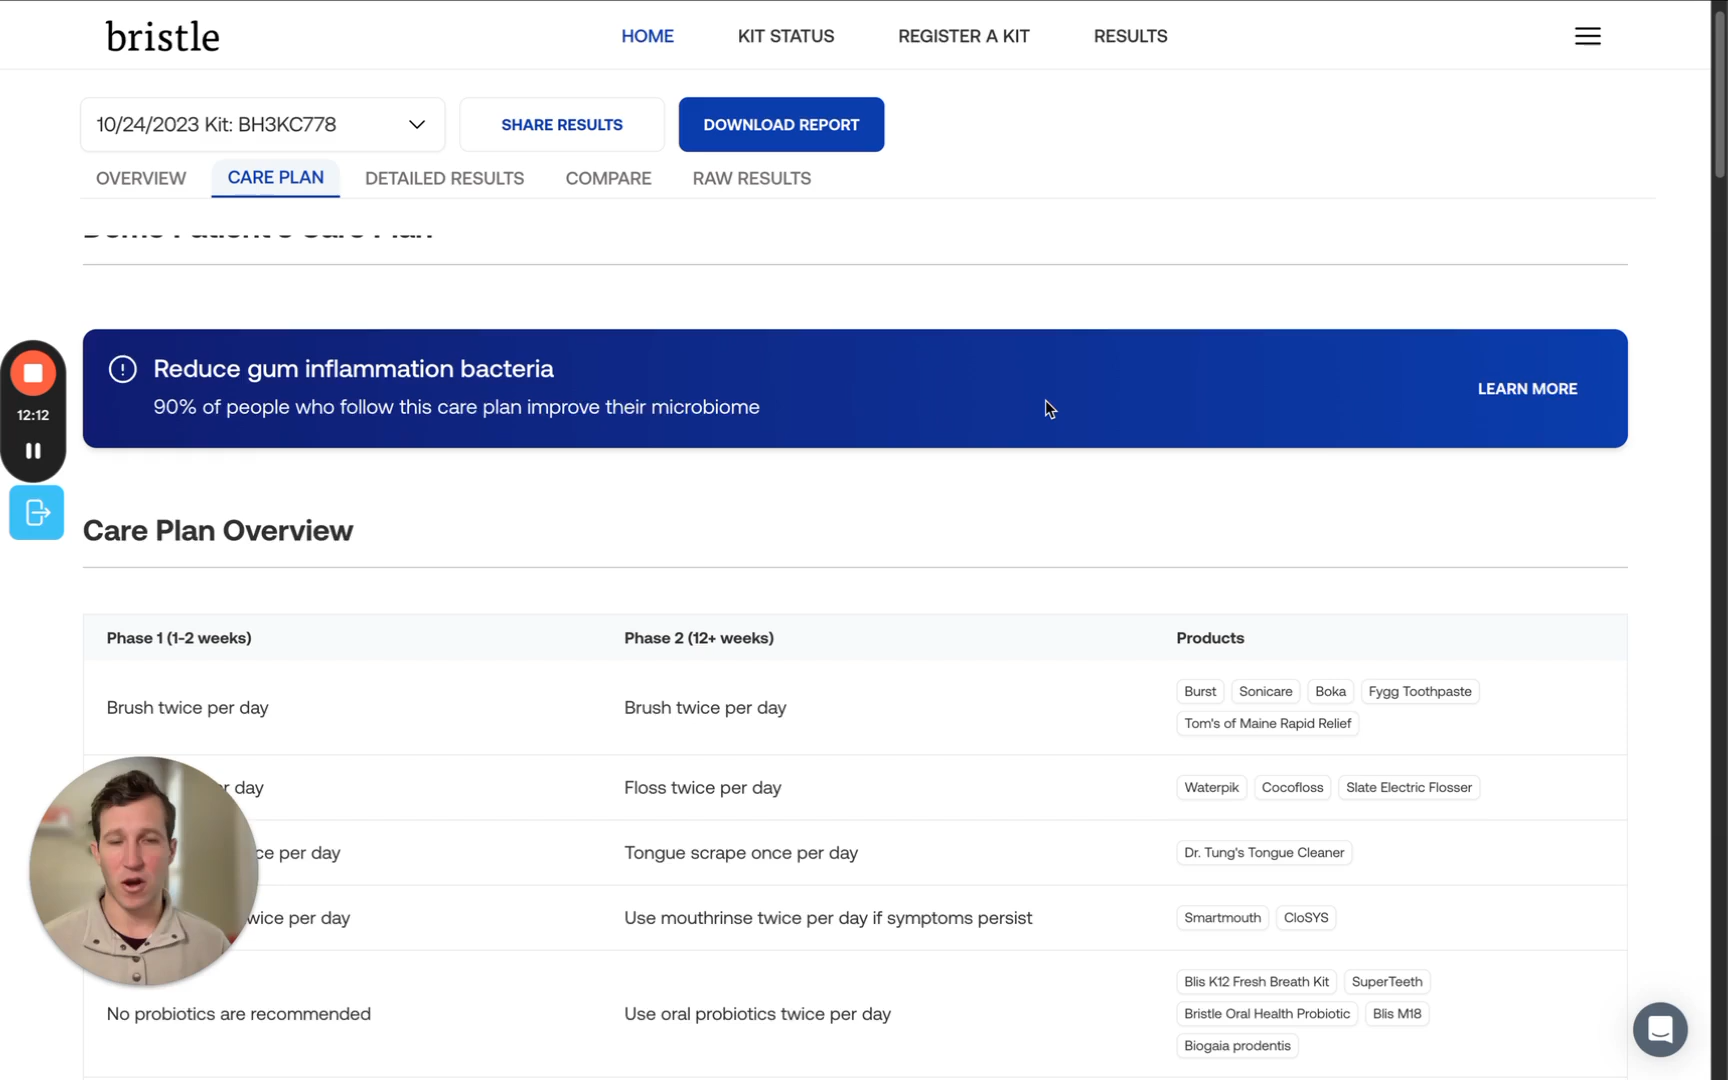 bristle
HOME
KIT STATUS
REGISTER A KIT
RESULTS
10/24/2023 Kit: BH3KC778
SHARE RESULTS
DOWNLOAD REPORT
OVERVIEW
CARE PLAN
DETAILED RESULTS
COMPARE
RAW RESULTS
Reduce gum inflammation bacteria
90% of people who follow this care plan improve their microbiome
LEARN MORE
12:12
Care Plan Overview
Phase 1 (1-2 weeks)
Phase 2 (12+ weeks)
Products
Brush twice per day
Brush twice per day
Burst
Sonicare
Boka
Fygg Toothpaste
Tom's of Maine Rapid Relief
day
Floss twice per day
Waterpik
Cocofloss
Slate Electric Flosser
per day
Tongue scrape once per day
Dr. Tung's Tongue Cleaner
per day
Use mouthrinse twice per day if symptoms persist
Smartmouth
CloSYS
No probiotics are recommended
Use oral probiotics twice per day
Blis K12 Fresh Breath Kit
SuperTeeth
Bristle Oral Health Probiotic
Blis M18
Biogaia prodentis